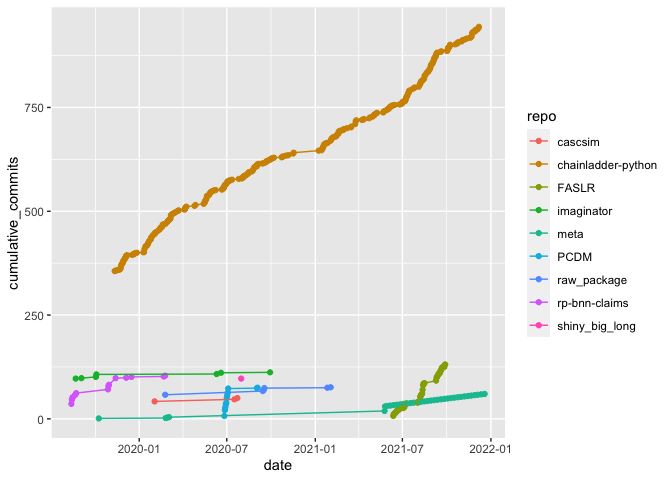 750
500
250
0
cumulative_commits
2020-01 2020-07 2021-01 2021-07 2022-01
date
repo
cascsim
chainladder-python
FASLR
imaginator
meta
PCDM
raw_package
rp-bnn-claims
shiny_big_long